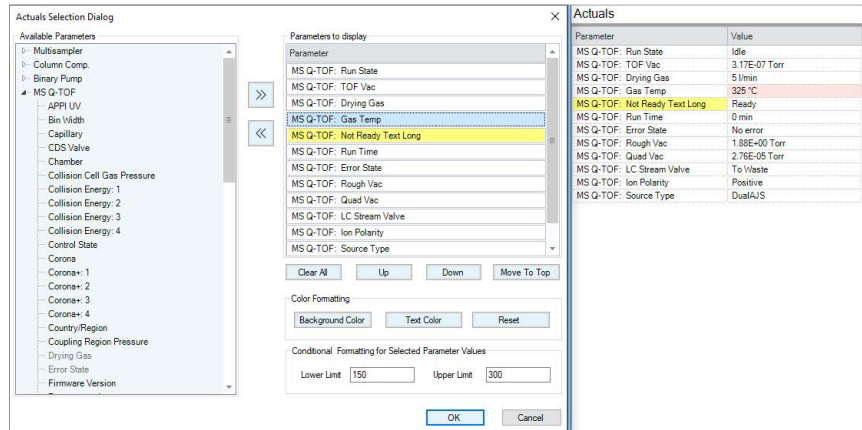 Actuals Selection Dialog
Available Parameters
Multisampler
Column Comp.
Binary Pump
MS Q-TOF
APPI UV
Bin Width
Capillary
CDS Valve
Chamber
Collision Cell Gas Pressure
Collision Energy: 1
Collision Energy: 2
Collision Energy: 3
Collision Energy: 4
Control State
Corona
Corona+: 1
Corona+: 2
Corona+: 3
Corona+: 4
Country/Region
Coupling Region Pressure
Drying Gas
Error State
Firmware Version
Parameters to display
Parameter
MS Q-TOF: Run State
MS Q-TOF: TOF Vac
MS Q-TOF: Drying Gas
MS Q-TOF: Gas Temp
MS Q-TOF: Not Ready Text Long
MS Q-TOF: Run Time
MS Q-TOF: Error State
MS Q-TOF: Rough Vac
MS Q-TOF: Quad Vac
MS Q-TOF: LC Stream Valve
MS Q-TOF: Ion Polarity
MS Q-TOF: Source Type
Clear All Up Down Move To Top
Color Formatting
Background Color Text Color Reset
Conditional Formatting for Selected Parameter Values
Lower Limit 150 Upper Limit 300
OK Cancel
Actuals
Parameter Value
MS Q-TOF: Run State Idle
MS Q-TOF: TOF Vac 3.17E-07 Torr
MS Q-TOF: Drying Gas 5 l/min
MS Q-TOF: Gas Temp 325 °C
MS Q-TOF: Not Ready Text Long Ready
MS Q-TOF: Run Time 0 min
MS Q-TOF: Error State No error
MS Q-TOF: Rough Vac 1.88E+00 Torr
MS Q-TOF: Quad Vac 2.76E-05 Torr
MS Q-TOF: LC Stream Valve To Waste
MS Q-TOF: Ion Polarity Positive
MS Q-TOF: Source Type DualAJS